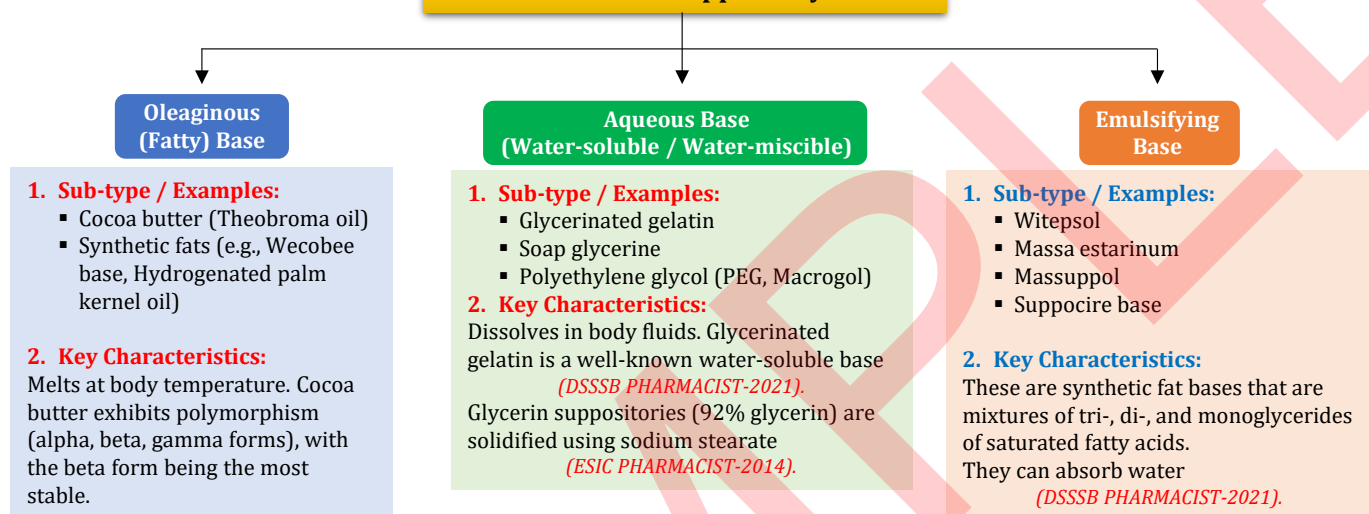 Oleaginous
(Fatty) Base
1. Sub-type / Examples:
▪ Cocoa butter (Theobroma oil)
▪ Synthetic fats (e.g., Wecobee
base, Hydrogenated palm
kernel oil)
2. Key Characteristics:
Melts at body temperature. Cocoa
butter exhibits polymorphism
(alpha, beta, gamma forms), with
the beta form being the most
stable.
Aqueous Base
(Water-soluble / Water-miscible)
1. Sub-type / Examples:
▪ Glycerinated gelatin
▪ Soap glycerine
▪ Polyethylene glycol (PEG, Macrogol)
2. Key Characteristics:
Dissolves in body fluids. Glycerinated
gelatin is a well-known water-soluble base
(DSSSB PHARMACIST-2021).
Glycerin suppositories (92% glycerin) are
solidified using sodium stearate
(ESIC PHARMACIST-2014).
Emulsifying
Base
1. Sub-type / Examples:
▪ Witepsol
▪ Massa estarinum
▪ Massuppol
▪ Suppocire base
2. Key Characteristics:
These are synthetic fat bases that are
mixtures of tri-, di-, and monoglycerides
of saturated fatty acids.
They can absorb water
(DSSSB PHARMACIST-2021).